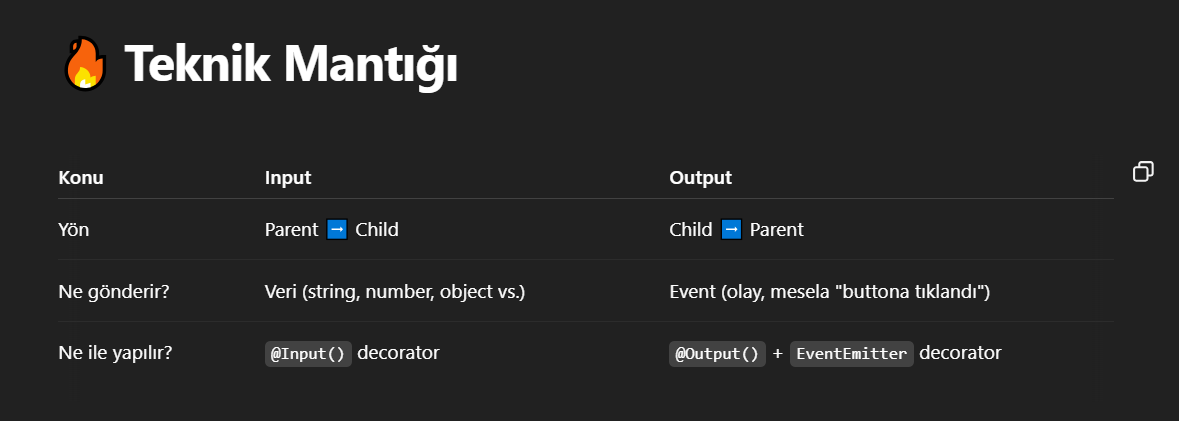 🔥 Teknik Mantığı
Konu Input Output
Yön Parent ➡ Child Child ➡ Parent
Ne gönderir? Veri (string, number, object vs.) Event (olay, mesela "buttona tıklandı")
Ne ile yapılır? @Input() decorator @Output() + EventEmitter decorator